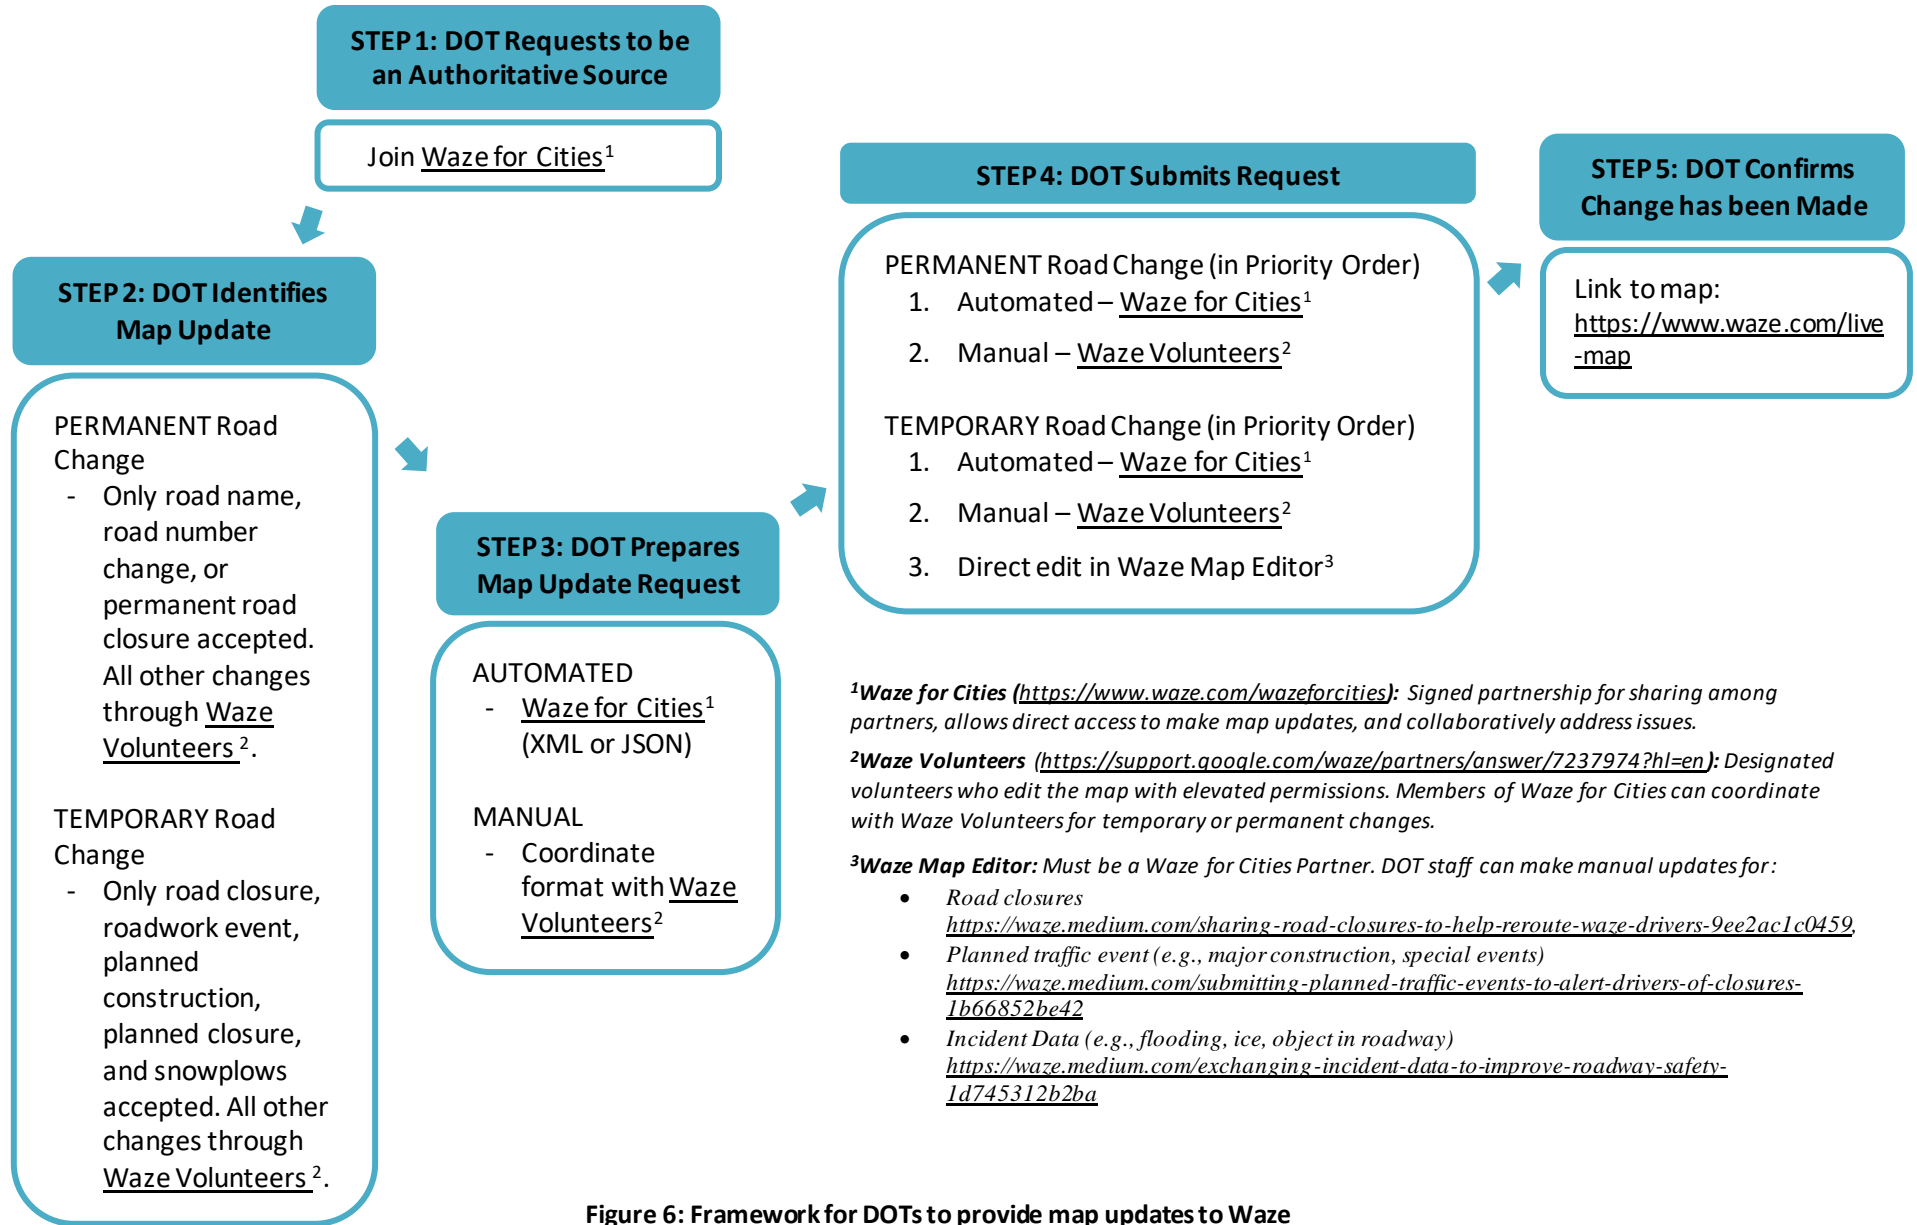 STEP 1: DOT Requests to be
an Authoritative Source
Join Waze for Cities¹
STEP 2: DOT Identifies
Map Update
PERMANENT Road
Change
- Only road name,
road number
change, or
permanent road
closure accepted.
All other changes
through Waze
Volunteers ².
TEMPORARY Road
Change
- Only road closure,
roadwork event,
planned
construction,
planned closure,
and snowplows
accepted. All other
changes through
Waze Volunteers ².
STEP 3: DOT Prepares
Map Update Request
AUTOMATED
- Waze for Cities¹
(XML or JSON)
MANUAL
- Coordinate
format with Waze
Volunteers²
STEP 4: DOT Submits Request
PERMANENT Road Change (in Priority Order)
1. Automated – Waze for Cities¹
2. Manual – Waze Volunteers²
TEMPORARY Road Change (in Priority Order)
1. Automated – Waze for Cities¹
2. Manual – Waze Volunteers²
3. Direct edit in Waze Map Editor³
STEP 5: DOT Confirms
Change has been Made
Link to map:
https://www.waze.com/live
-map
¹Waze for Cities (https://www.waze.com/wazeforcities): Signed partnership for sharing among
partners, allows direct access to make map updates, and collaboratively address issues.
²Waze Volunteers (https://support.google.com/waze/partners/answer/7237974?hl=en): Designated
volunteers who edit the map with elevated permissions. Members of Waze for Cities can coordinate
with Waze Volunteers for temporary or permanent changes.
³Waze Map Editor: Must be a Waze for Cities Partner. DOT staff can make manual updates for:
• Road closures
https://waze.medium.com/sharing-road-closures-to-help-reroute-waze-drivers-9ee2ac1c0459,
• Planned traffic event (e.g., major construction, special events)
https://waze.medium.com/submitting-planned-traffic-events-to-alert-drivers-of-closures-
1b66852be42
• Incident Data (e.g., flooding, ice, object in roadway)
https://waze.medium.com/exchanging-incident-data-to-improve-roadway-safety-
1d745312b2ba
Figure 6: Framework for DOTs to provide map updates to Waze